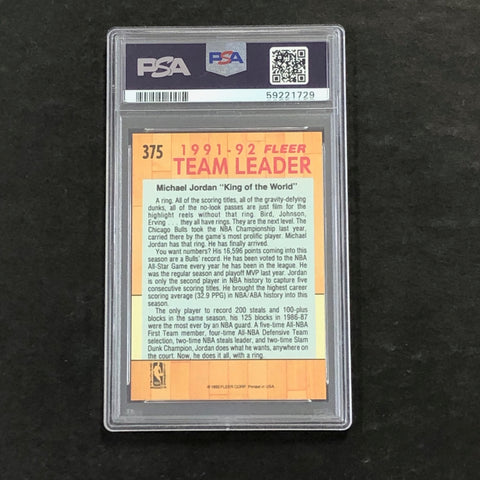 PSA
PSA
59221729
375
1991-92 FLEER
TEAM LEADER
Michael Jordan "King of the World"
A ring. All of the scoring titles, all of the gravity-defying
dunks, all of the no-look passes are just film for the
highlight reels without that ring. Bird, Johnson,
Erving . . . they all have rings. They are the next level. The
Chicago Bulls took the NBA Championship last year,
carried there by the game's most prolific player. Michael
Jordan has that ring. He has finally arrived.
You want numbers? His 16,596 points coming into this
season are a Bulls' record. He has been voted to the NBA
All-Star Game every year he has been in the league. He
was the regular season and playoff MVP last year. Jordan
is only the second player in NBA history to capture five
consecutive scoring titles. He brought the highest career
scoring average (32.9 PPG) in NBA/ABA history into this
season.
The only player to record 200 steals and 100-plus
blocks in the same season, his 125 blocks in 1986-87
were the most ever by an NBA guard. A five-time All-NBA
First Team member, four-time All-NBA Defensive Team
selection, two-time NBA steals leader, and two-time Slam
Dunk Champion, Jordan does what he wants, anywhere on
the court. Now, he does it all, with a ring.
© 1992 FLEER CORP. Printed in U.S.A.